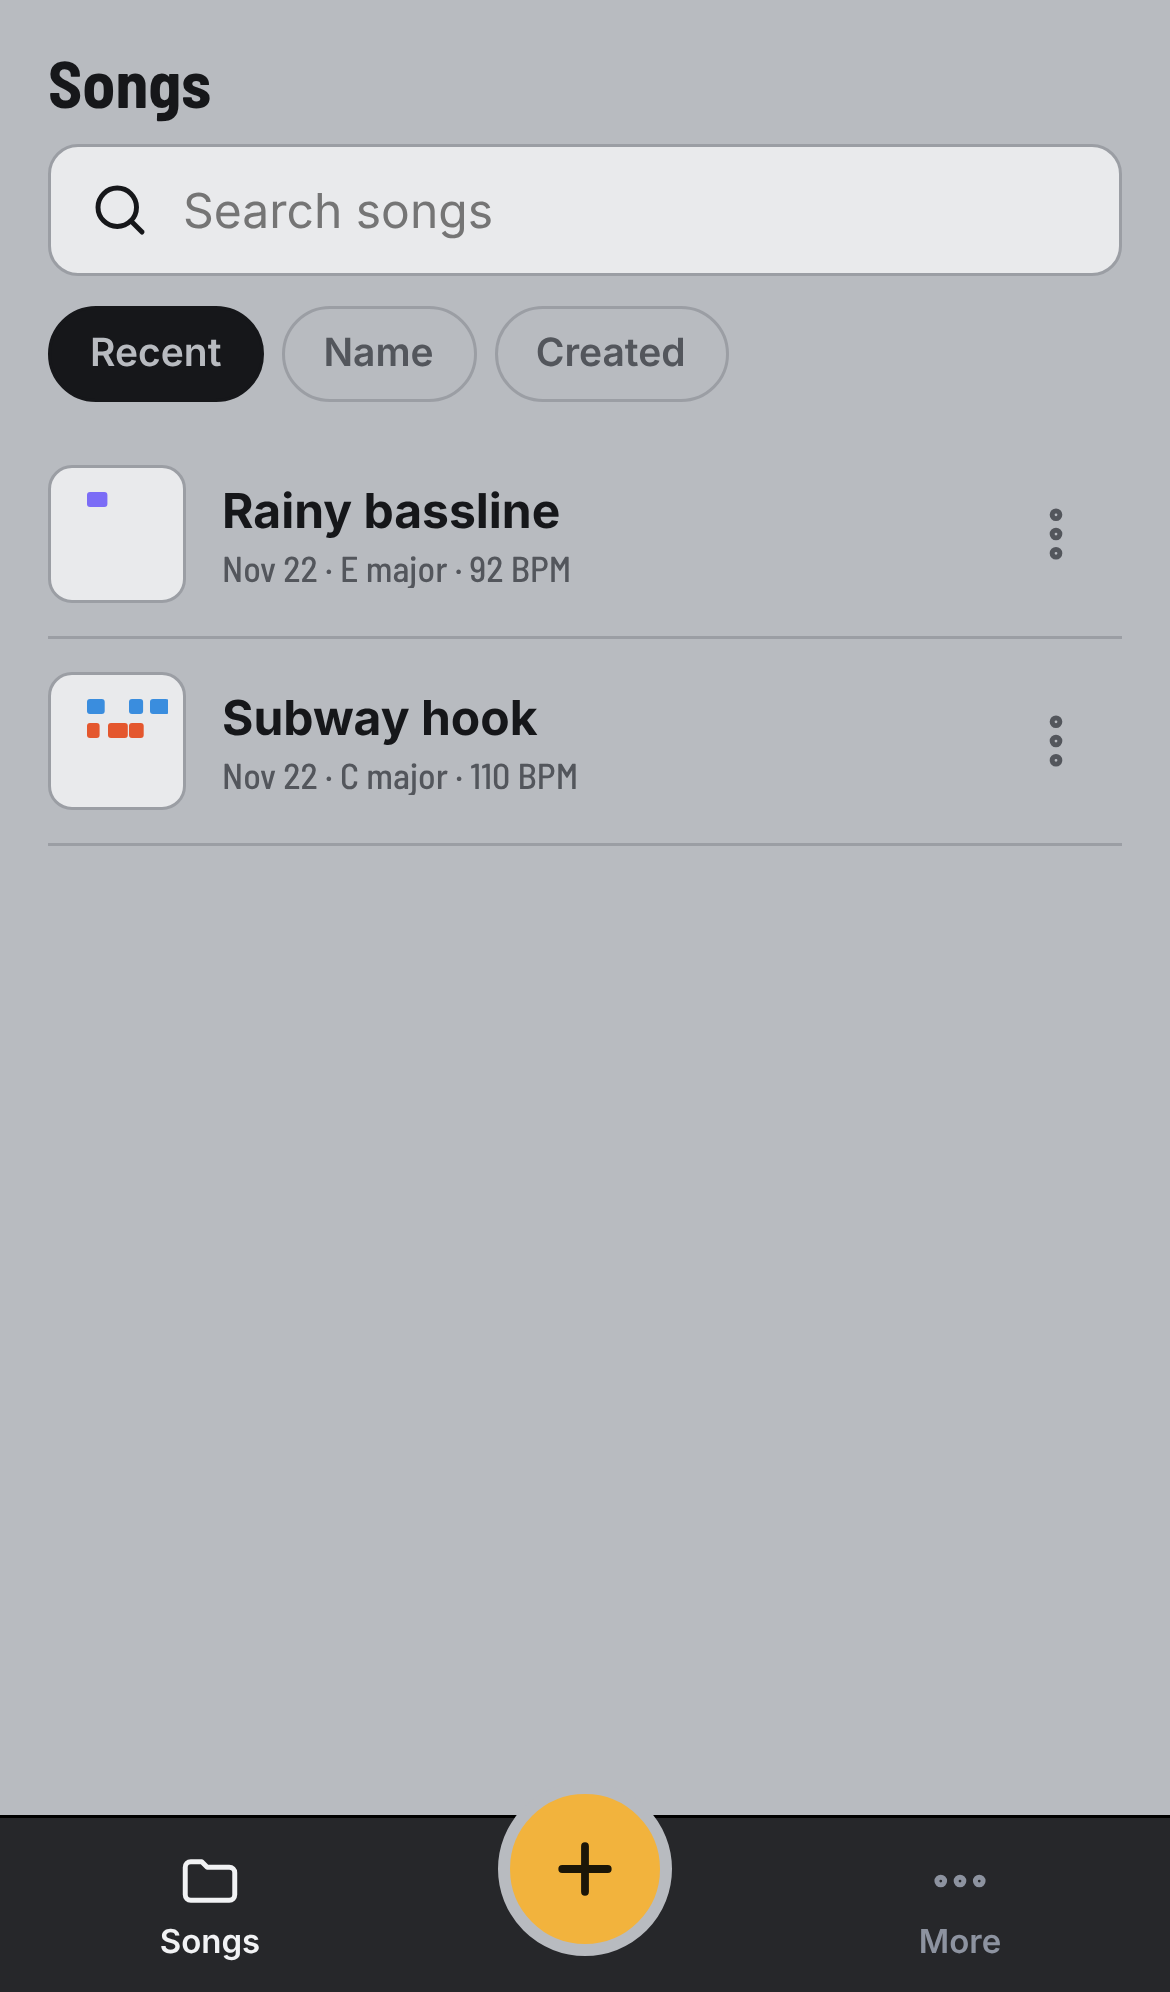 Songs
Search songs
Recent Name Created
Rainy bassline
Nov 22 · E major · 92 BPM
Subway hook
Nov 22 · C major · 110 BPM
Songs More